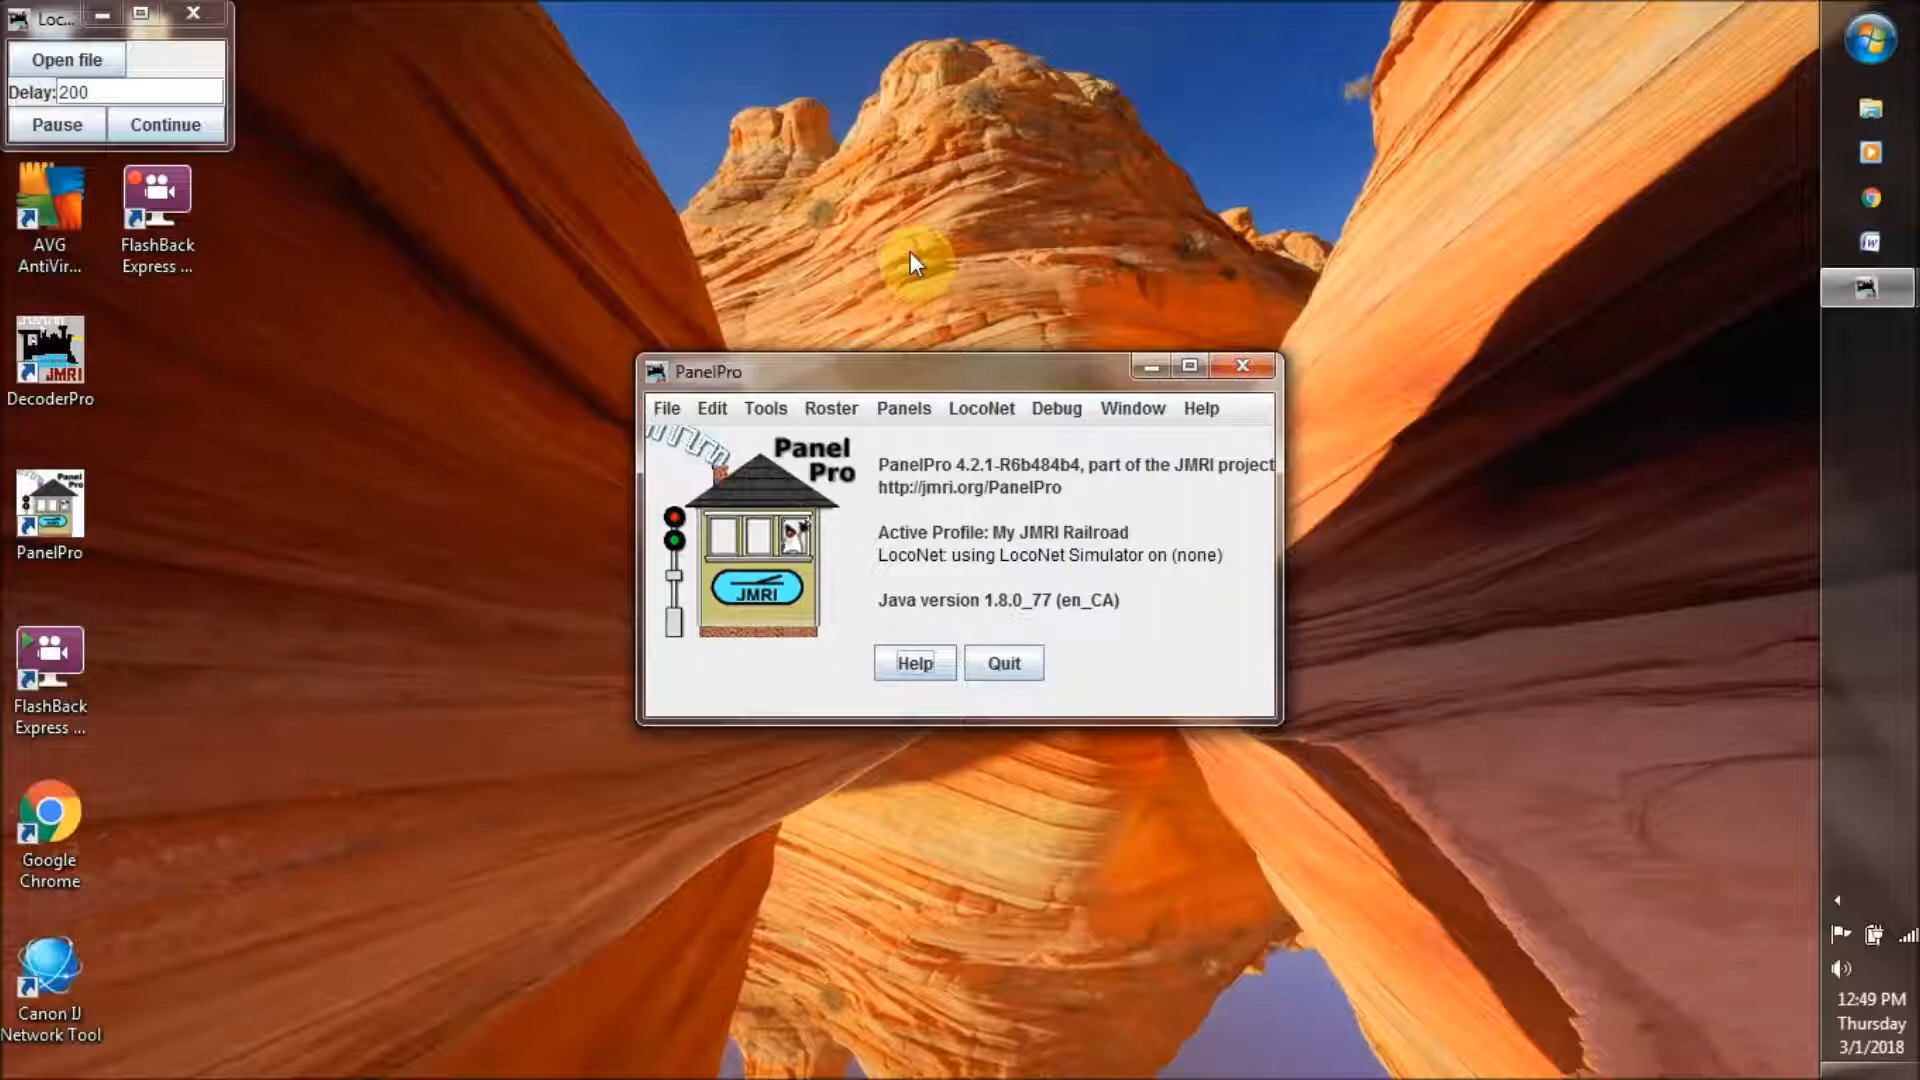 Loc...
Open file
Delay: 200
Pause Continue
AVG
AntiVir...
FlashBack
Express ...
DecoderPro
JMRI
PanelPro
Panel
Pro
FlashBack
Express ...
Google
Chrome
Canon IJ
Network Tool
PanelPro
File Edit Tools Roster Panels LocoNet Debug Window Help
Panel
Pro
JMRI
PanelPro 4.2.1-R6b484b4, part of the JMRI project
http://jmri.org/PanelPro
Active Profile: My JMRI Railroad
LocoNet: using LocoNet Simulator on (none)
Java version 1.8.0_77 (en_CA)
Help Quit
12:49 PM
Thursday
3/1/2018